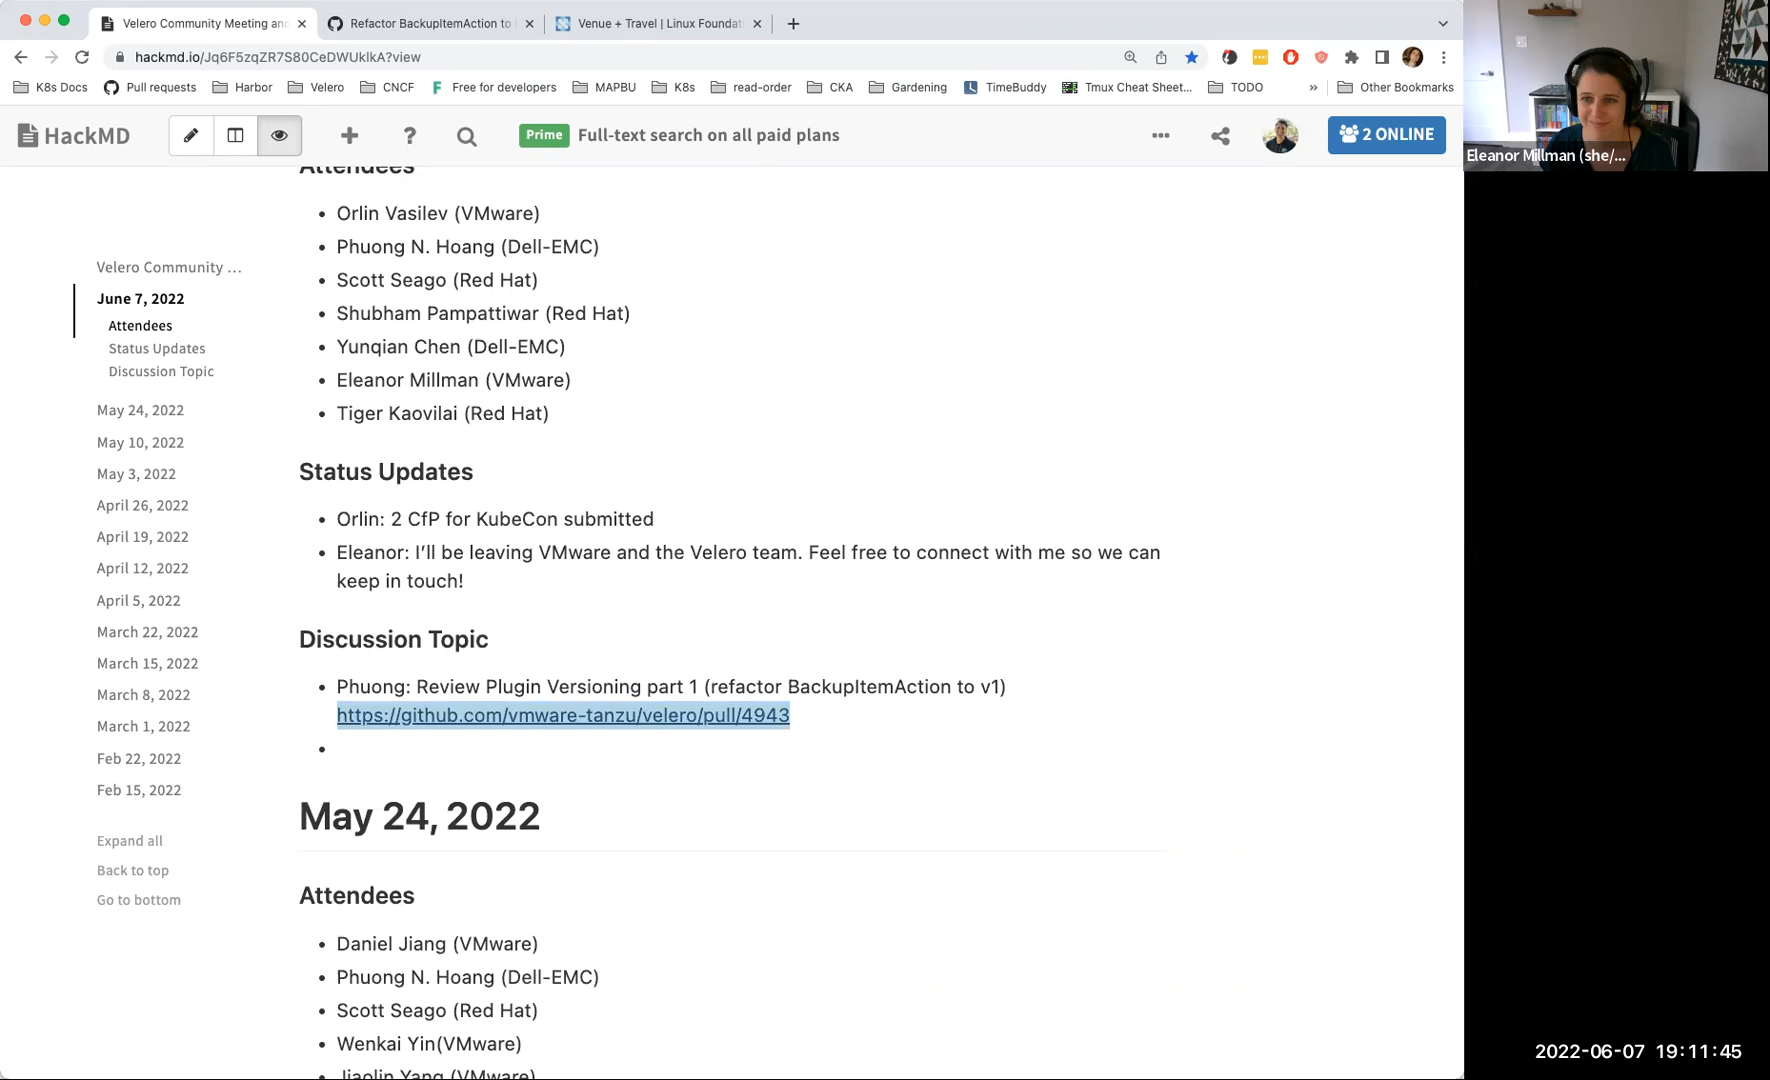 Velero Community Meeting and
Refactor BackupItemAction to
Venue + Travel | Linux Foundat
hackmd.io/Jq6F5zqZR7S80CeDWUklkA?view
K8s Docs
Pull requests
Harbor
Velero
CNCF
Free for developers
MAPBU
K8s
read-order
CKA
Gardening
TimeBuddy
Tmux Cheat Sheet...
TODO
»
Other Bookmarks
HackMD
Prime
Full-text search on all paid plans
2 ONLINE
Eleanor Millman (she/...
Velero Community ...
June 7, 2022
Attendees
Status Updates
Discussion Topic
May 24, 2022
May 10, 2022
May 3, 2022
April 26, 2022
April 19, 2022
April 12, 2022
April 5, 2022
March 22, 2022
March 15, 2022
March 8, 2022
March 1, 2022
Feb 22, 2022
Feb 15, 2022
Expand all
Back to top
Go to bottom
Attendees
• Orlin Vasilev (VMware)
• Phuong N. Hoang (Dell-EMC)
• Scott Seago (Red Hat)
• Shubham Pampattiwar (Red Hat)
• Yunqian Chen (Dell-EMC)
• Eleanor Millman (VMware)
• Tiger Kaovilai (Red Hat)
Status Updates
• Orlin: 2 CfP for KubeCon submitted
• Eleanor: I’ll be leaving VMware and the Velero team. Feel free to connect with me so we can
keep in touch!
Discussion Topic
• Phuong: Review Plugin Versioning part 1 (refactor BackupItemAction to v1)
https://github.com/vmware-tanzu/velero/pull/4943
•
May 24, 2022
Attendees
• Daniel Jiang (VMware)
• Phuong N. Hoang (Dell-EMC)
• Scott Seago (Red Hat)
• Wenkai Yin(VMware)
• Jiaolin Yang (VMware)
2022-06-07 19:11:45